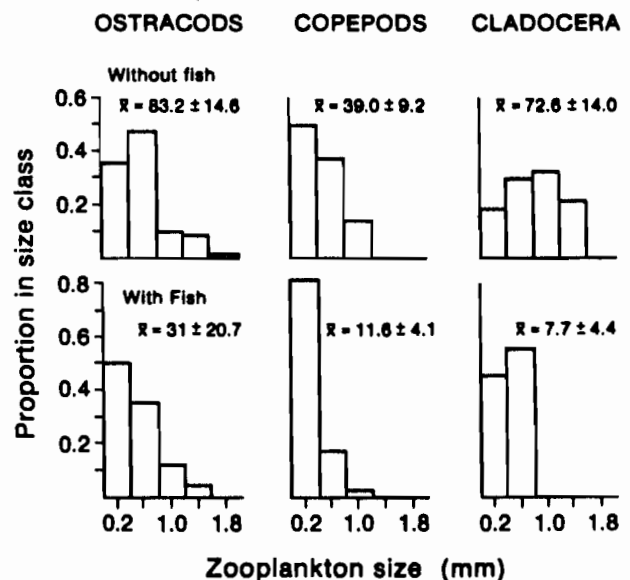 OSTRACODS COPEPODS CLADOCERA
Without fish
x̄ = 83.2 ± 14.6 x̄ = 39.0 ± 9.2 x̄ = 72.6 ± 14.0
0.6
0.4
0.2
Proportion in size class
With Fish
x̄ = 31 ± 20.7 x̄ = 11.6 ± 4.1 x̄ = 7.7 ± 4.4
0.8
0.6
0.4
0.2
0.2 1.0 1.8 0.2 1.0 1.8 0.2 1.0 1.8
Zooplankton size (mm)